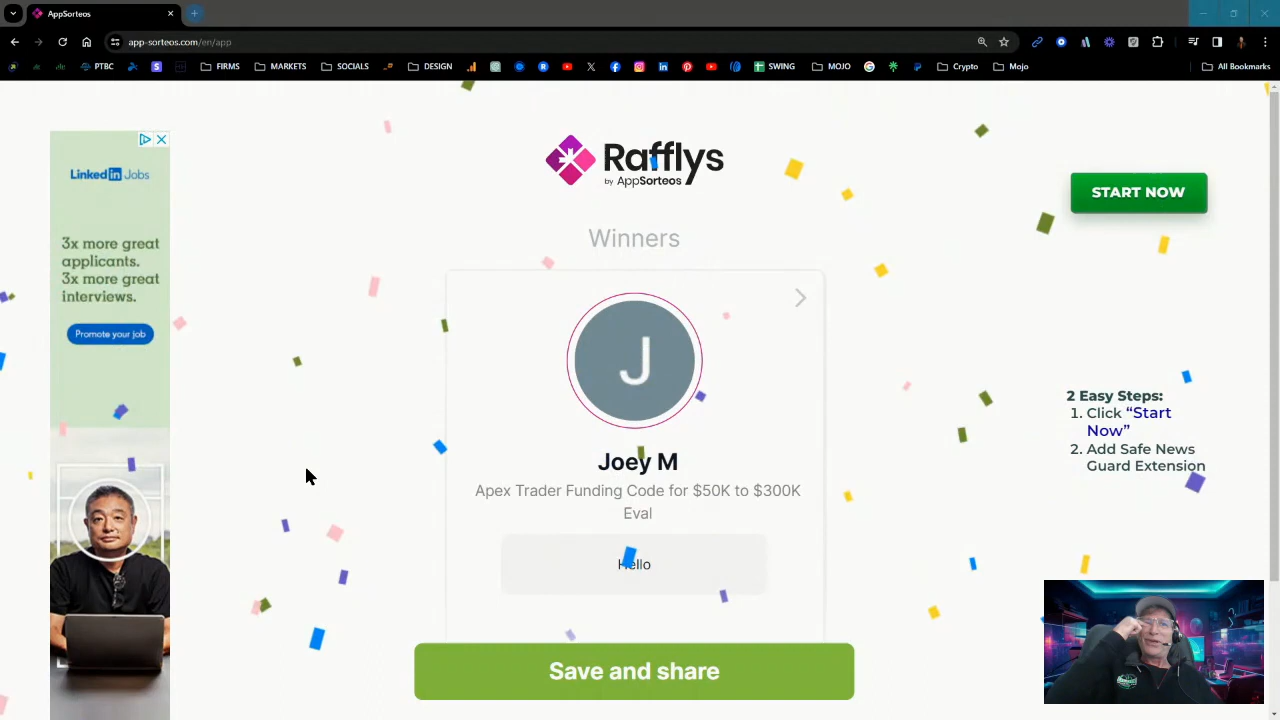 AppSorteos
app-sorteos.com/en/app
PTBC
FIRMS
MARKETS
SOCIALS
DESIGN
SWING
MOJO
Crypto
Mojo
All Bookmarks
LinkedIn Jobs
3x more great
applicants.
3x more great
interviews.
Promote your job
Rafflys
by AppSorteos
Winners
J
Joey M
Apex Trader Funding Code for $50K to $300K
Eval
Hello
Save and share
START NOW
2 Easy Steps:
1. Click “Start
Now”
2. Add Safe News
Guard Extension